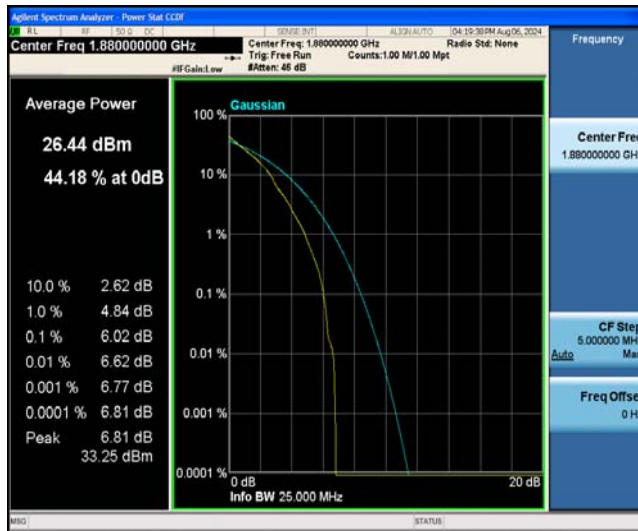 Agilent Spectrum Analyzer - Power Stat CCDF
RL RF 50 Ω DC SENSE:INT ALIGN AUTO 04:19:38 PM Aug 06, 2024
Center Freq 1.880000000 GHz
Center Freq: 1.880000000 GHz Radio Std: None
Trig: Free Run Counts:1.00 M/1.00 Mpt
#IFGain:Low #Atten: 46 dB
Frequency
Average Power
26.44 dBm
44.18 % at 0dB
10.0 % 2.62 dB
1.0 % 4.84 dB
0.1 % 6.02 dB
0.01 % 6.62 dB
0.001 % 6.77 dB
0.0001 % 6.81 dB
Peak 6.81 dB
33.25 dBm
Gaussian
100 %
10 %
1 %
0.1 %
0.01 %
0.001 %
0.0001 %
0 dB 20 dB
Info BW 25.000 MHz
Center Fre
1.880000000 GH
CF Step
5.000000 MH
Auto Ma
Freq Offse
0 H
MSG STATUS